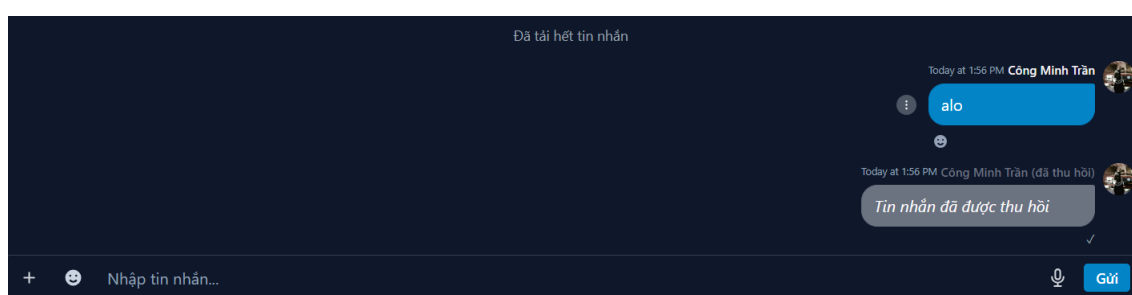 Đã tải hết tin nhắn
Today at 1:56 PM Công Minh Trần
alo
Today at 1:56 PM Công Minh Trần (đã thu hồi)
Tin nhắn đã được thu hồi
Nhập tin nhắn...
Gửi